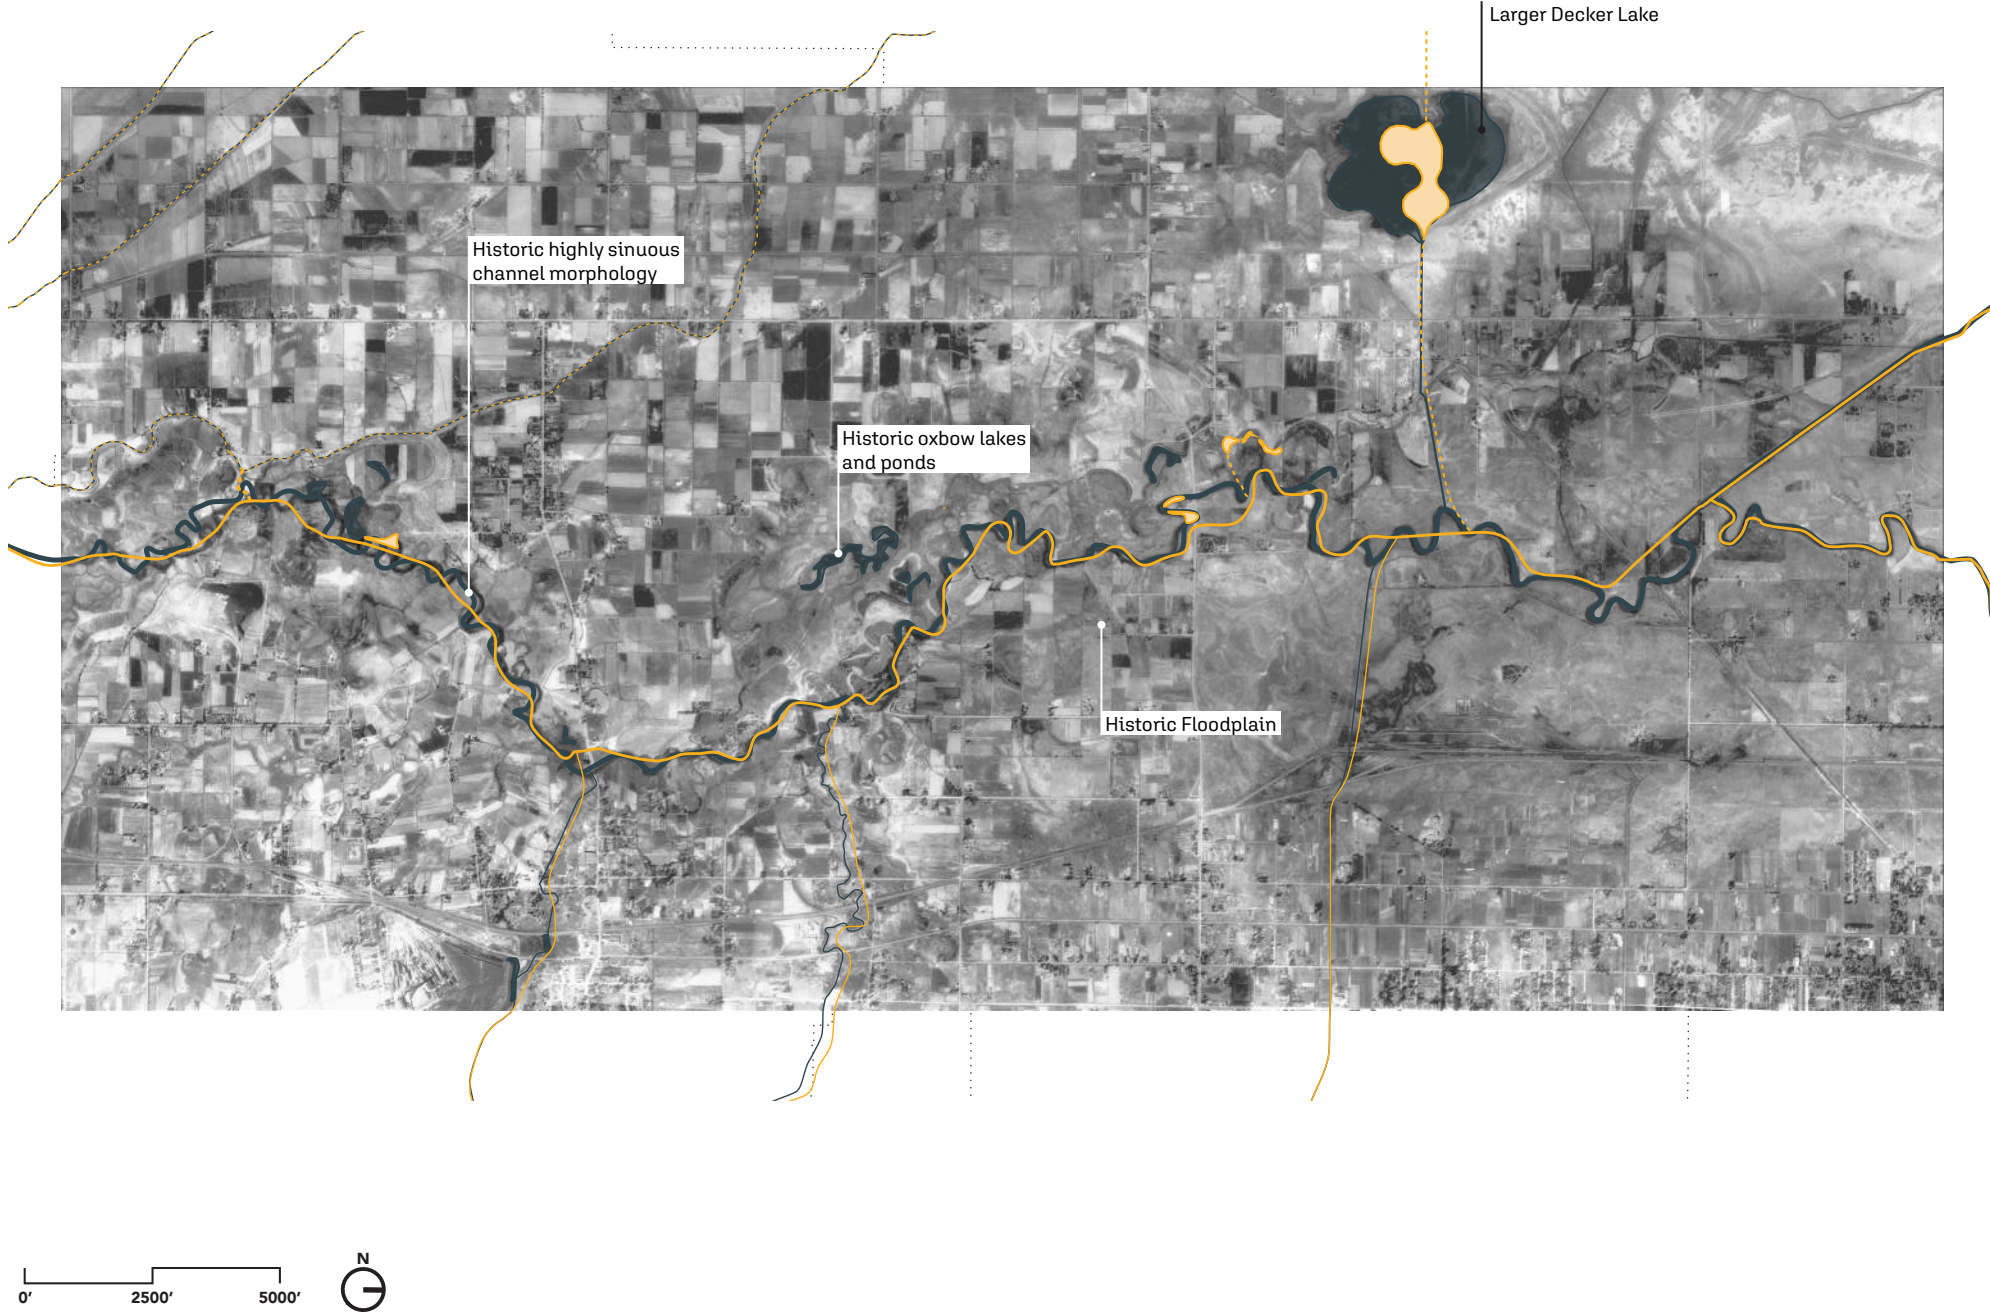 Larger Decker Lake
Historic highly sinuous
channel morphology
Historic oxbow lakes
and ponds
Historic Floodplain
N
0’ 2500’ 5000’